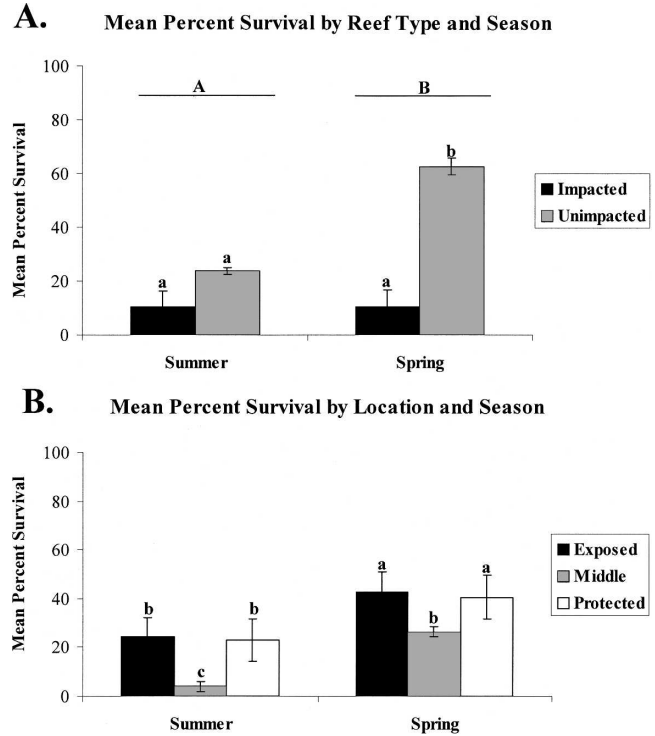 A. Mean Percent Survival by Reef Type and Season
100
80
60
40
20
0
Mean Percent Survival
A
B
a
a
a
b
Summer
Spring
Impacted
Unimpacted
B. Mean Percent Survival by Location and Season
100
80
60
40
20
0
Mean Percent Survival
b
c
b
a
b
a
Summer
Spring
Exposed
Middle
Protected